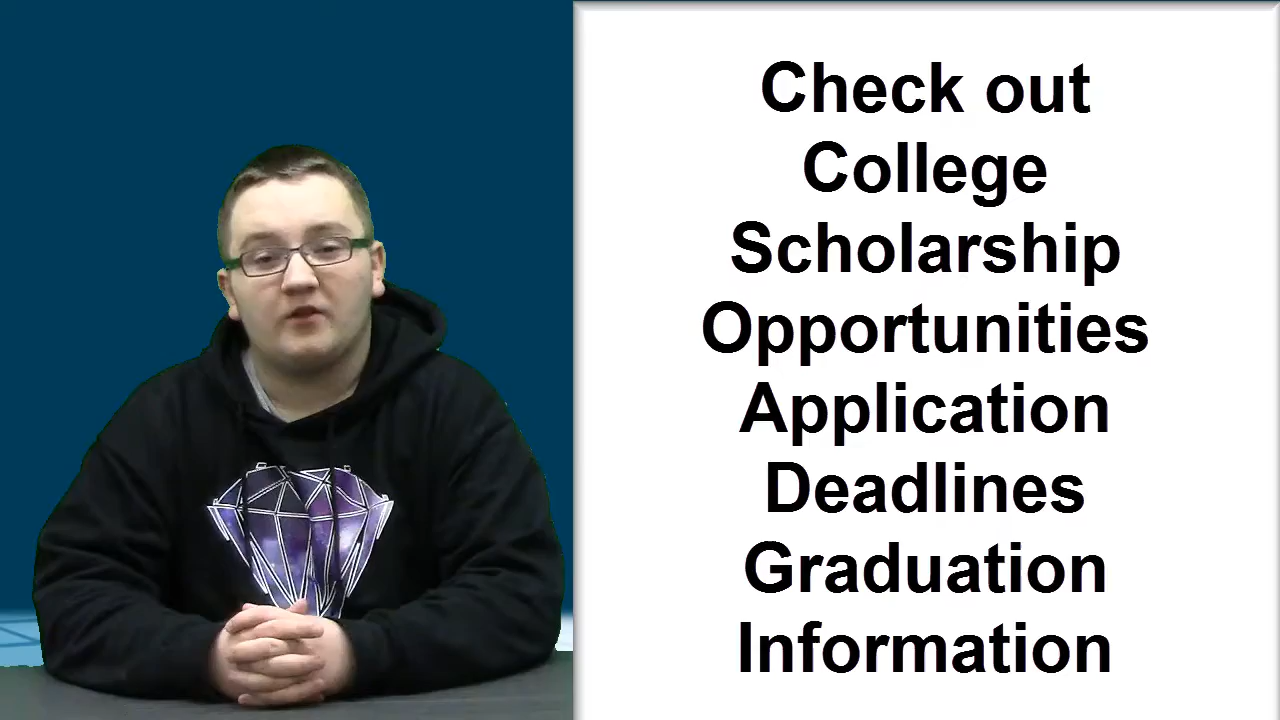 Check out
College
Scholarship
Opportunities
Application
Deadlines
Graduation
Information